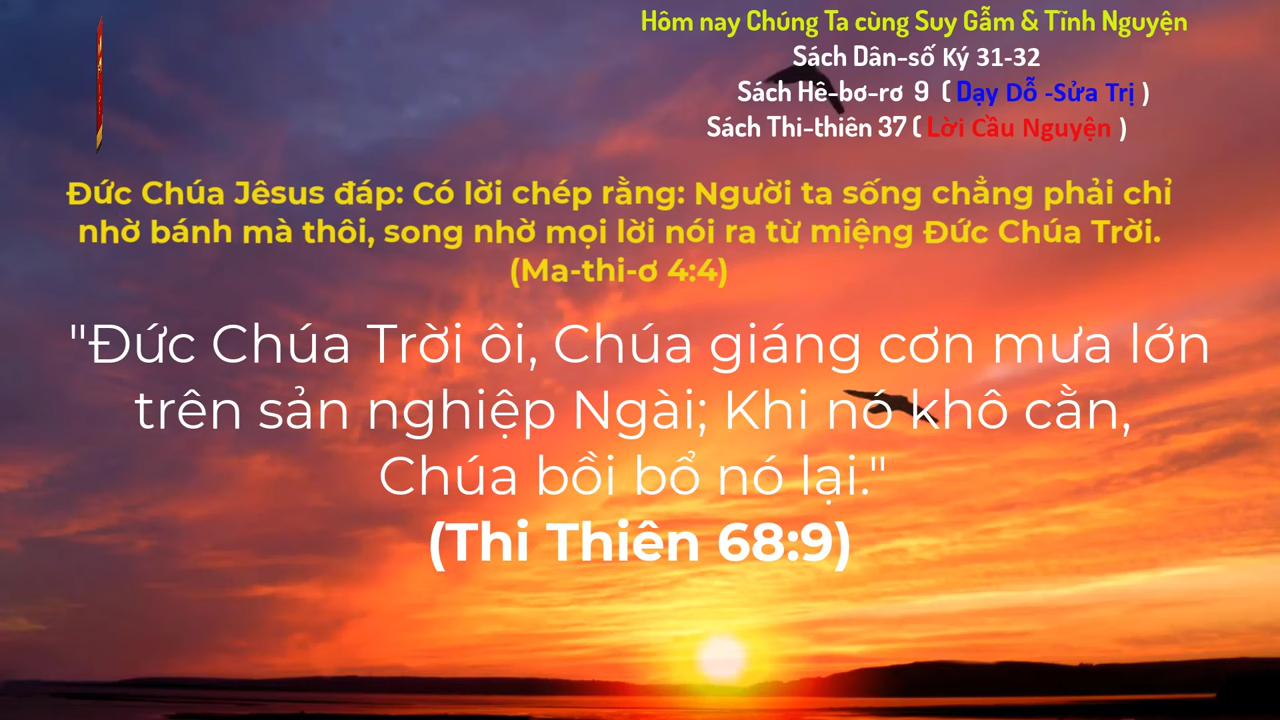 Hôm nay Chúng Ta cùng Suy Gẫm & Tĩnh Nguyện
Sách Dân-số Ký 31-32
Sách Hê-bơ-rơ 9 ( Dạy Dỗ -Sửa Trị )
Sách Thi-thiên 37 ( Lời Cầu Nguyện )
Đức Chúa Jêsus đáp: Có lời chép rằng: Người ta sống chẳng phải chỉ
nhờ bánh mà thôi, song nhờ mọi lời nói ra từ miệng Đức Chúa Trời.
(Ma-thi-ơ 4:4)
"Đức Chúa Trời ôi, Chúa giáng cơn mưa lớn
trên sản nghiệp Ngài; Khi nó khô cằn,
Chúa bồi bổ nó lại."
(Thi Thiên 68:9)